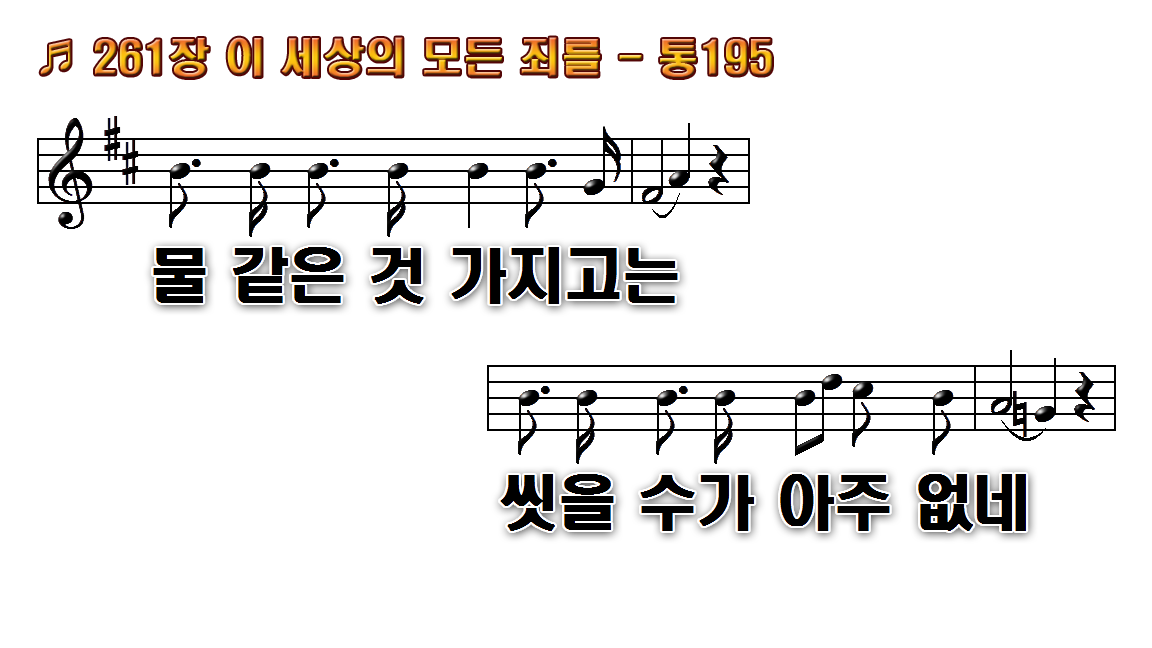 ♬ 261장 이 세상의 모든 죄를 - 통195
물 같은 것 가지고는
씻을 수가 아주 없네